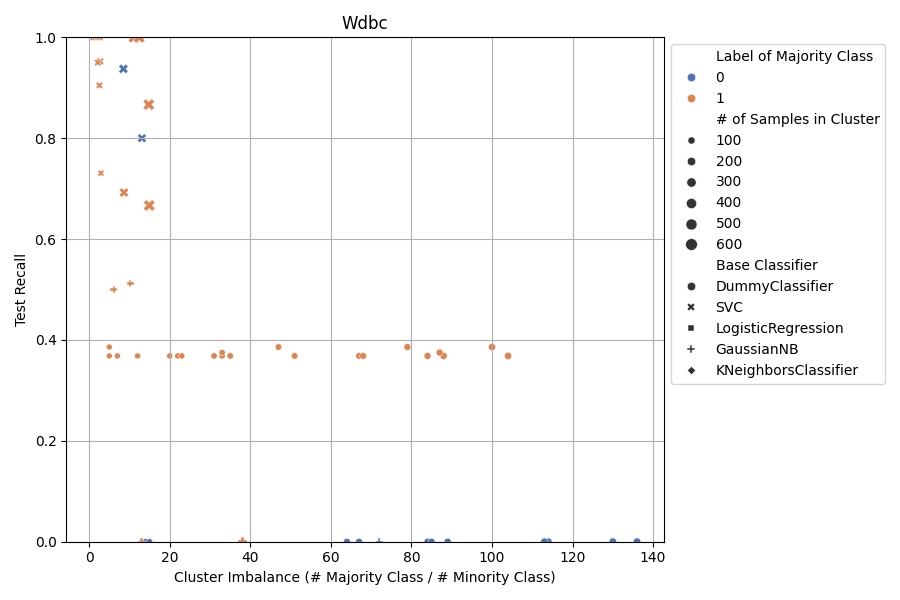 Wdbc
1.0
0.8
0.6
0.4
0.2
0.0
Test Recall
0 20 40 60 80 100 120 140
Cluster Imbalance (# Majority Class / # Minority Class)
Label of Majority Class
0
1
# of Samples in Cluster
100
200
300
400
500
600
Base Classifier
DummyClassifier
SVC
LogisticRegression
GaussianNB
KNeighborsClassifier